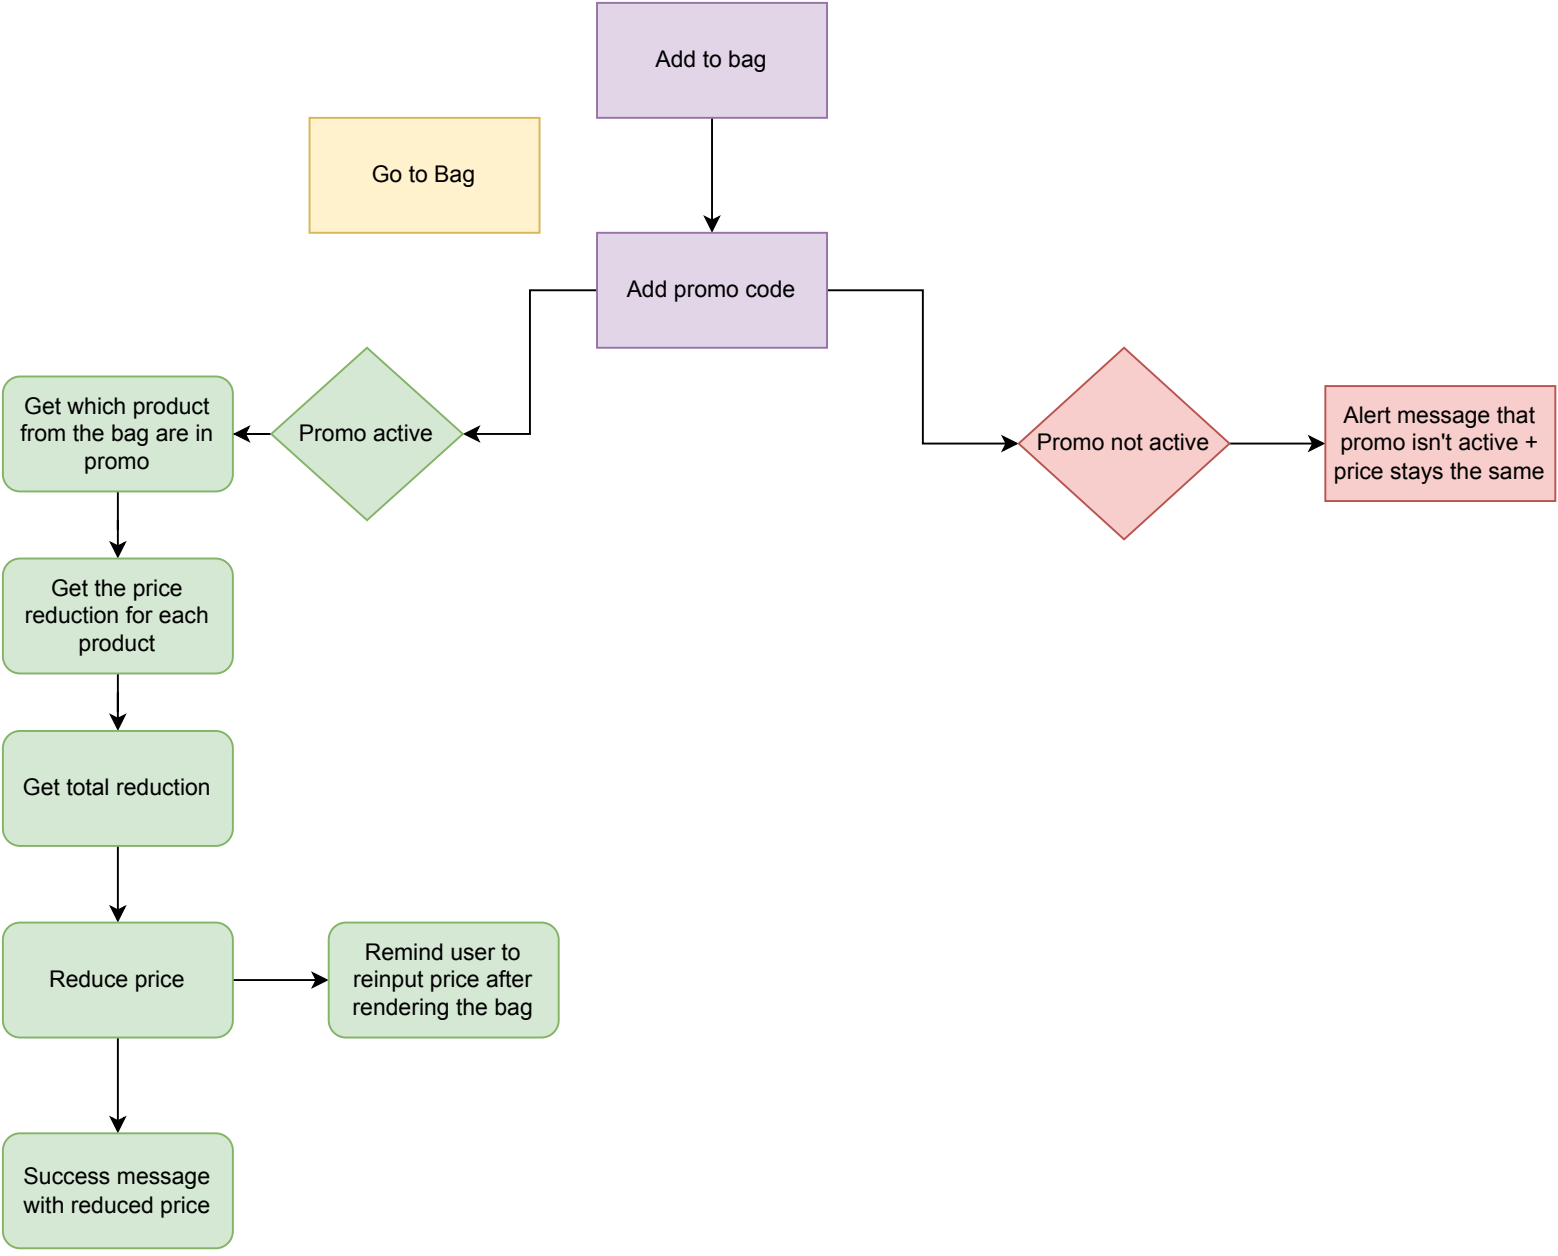 Add to bag
Go to Bag
Add promo code
Get which product
from the bag are in
promo
Promo active
Promo not active
Alert message that
promo isn't active +
price stays the same
Get the price
reduction for each
product
Get total reduction
Reduce price
Remind user to
reinput price after
rendering the bag
Success message
with reduced price